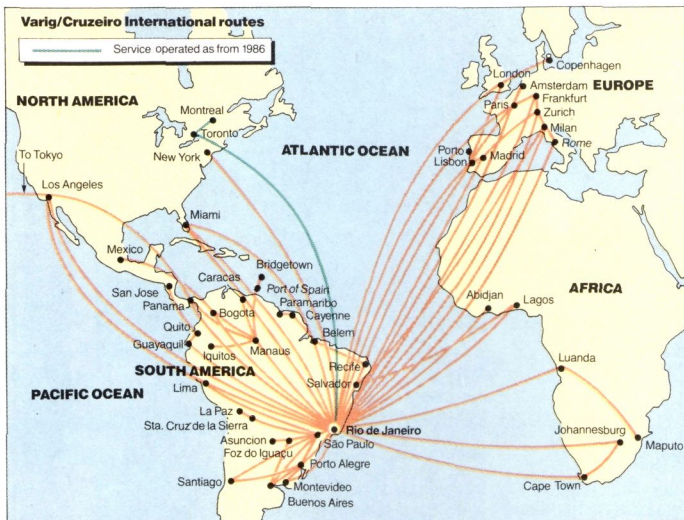 Varig/Cruzeiro International routes
Service operated as from 1986
NORTH AMERICA
Montreal
Toronto
New York
To Tokyo
Los Angeles
Miami
Mexico
ATLANTIC OCEAN
EUROPE
Copenhagen
London
Amsterdam
Frankfurt
Paris
Zurich
Milan
Rome
Porto
Lisbon
Madrid
Bridgetown
Caracas
Port of Spain
San Jose
Panama
Paramaribo
Cayenne
Bogota
Quito
Belem
Guayaquil
Iquitos
Manaus
Recife
SOUTH AMERICA
Salvador
Lima
PACIFIC OCEAN
La Paz
Sta. Cruz de la Sierra
Rio de Janeiro
São Paulo
Asuncion
Foz do Iguaçu
Porto Alegre
Santiago
Montevideo
Buenos Aires
Abidjan
Lagos
AFRICA
Luanda
Johannesburg
Maputo
Cape Town